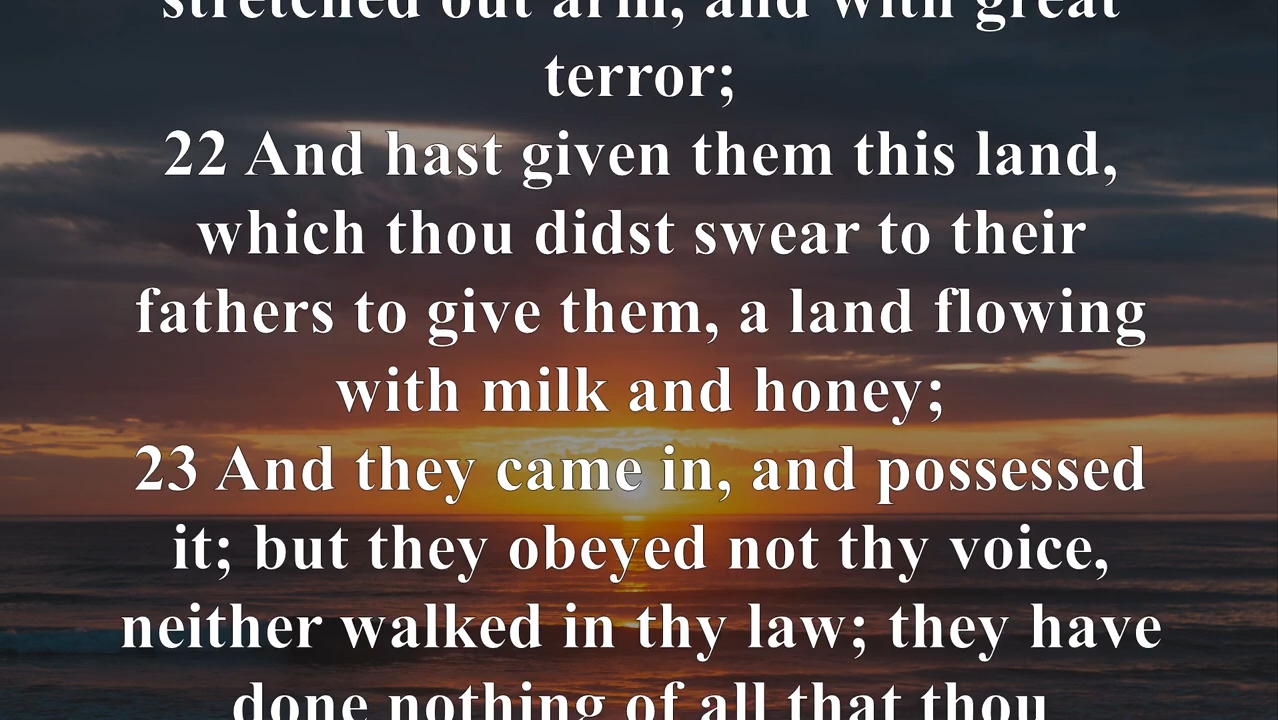 stretched out arm, and with great
terror;
22 And hast given them this land,
which thou didst swear to their
fathers to give them, a land flowing
with milk and honey;
23 And they came in, and possessed
it; but they obeyed not thy voice,
neither walked in thy law; they have
done nothing of all that thou